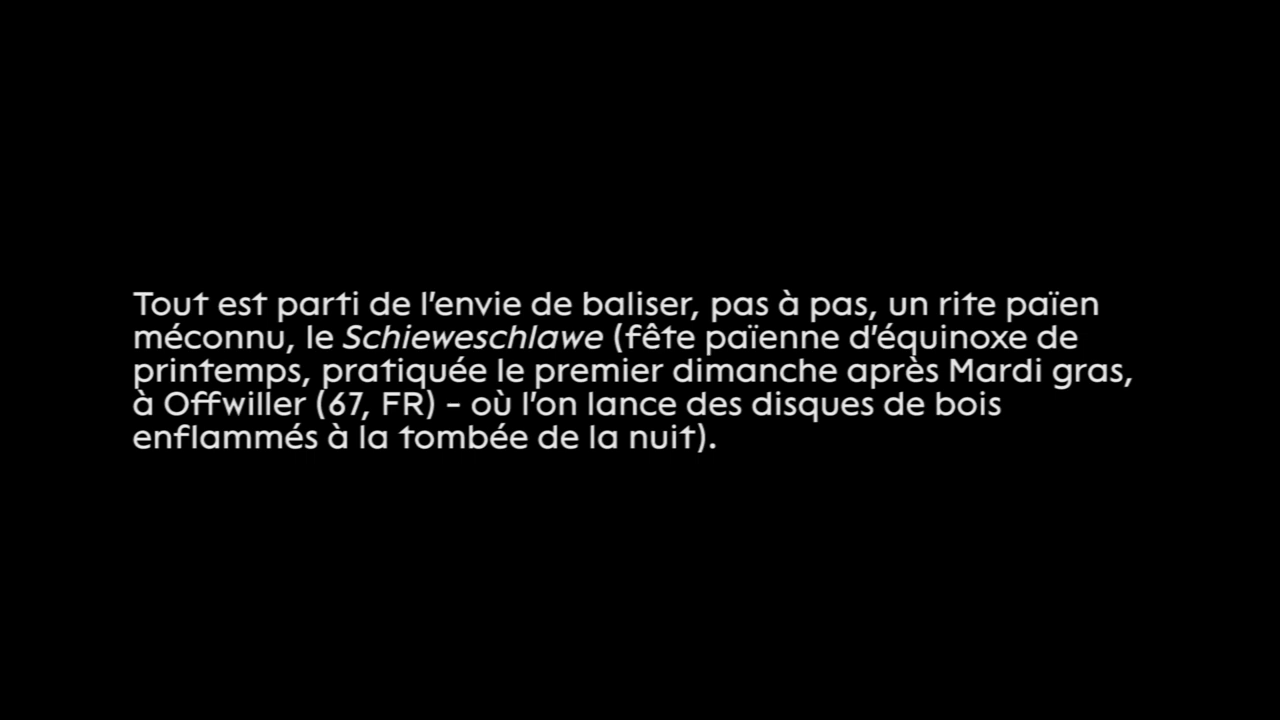 Tout est parti de l'envie de baliser, pas à pas, un rite païen
méconnu, le Schieweschlawe (fête païenne d'équinoxe de
printemps, pratiquée le premier dimanche après Mardi gras,
à Offwiller (67, FR) - où l'on lance des disques de bois
enflammés à la tombée de la nuit).